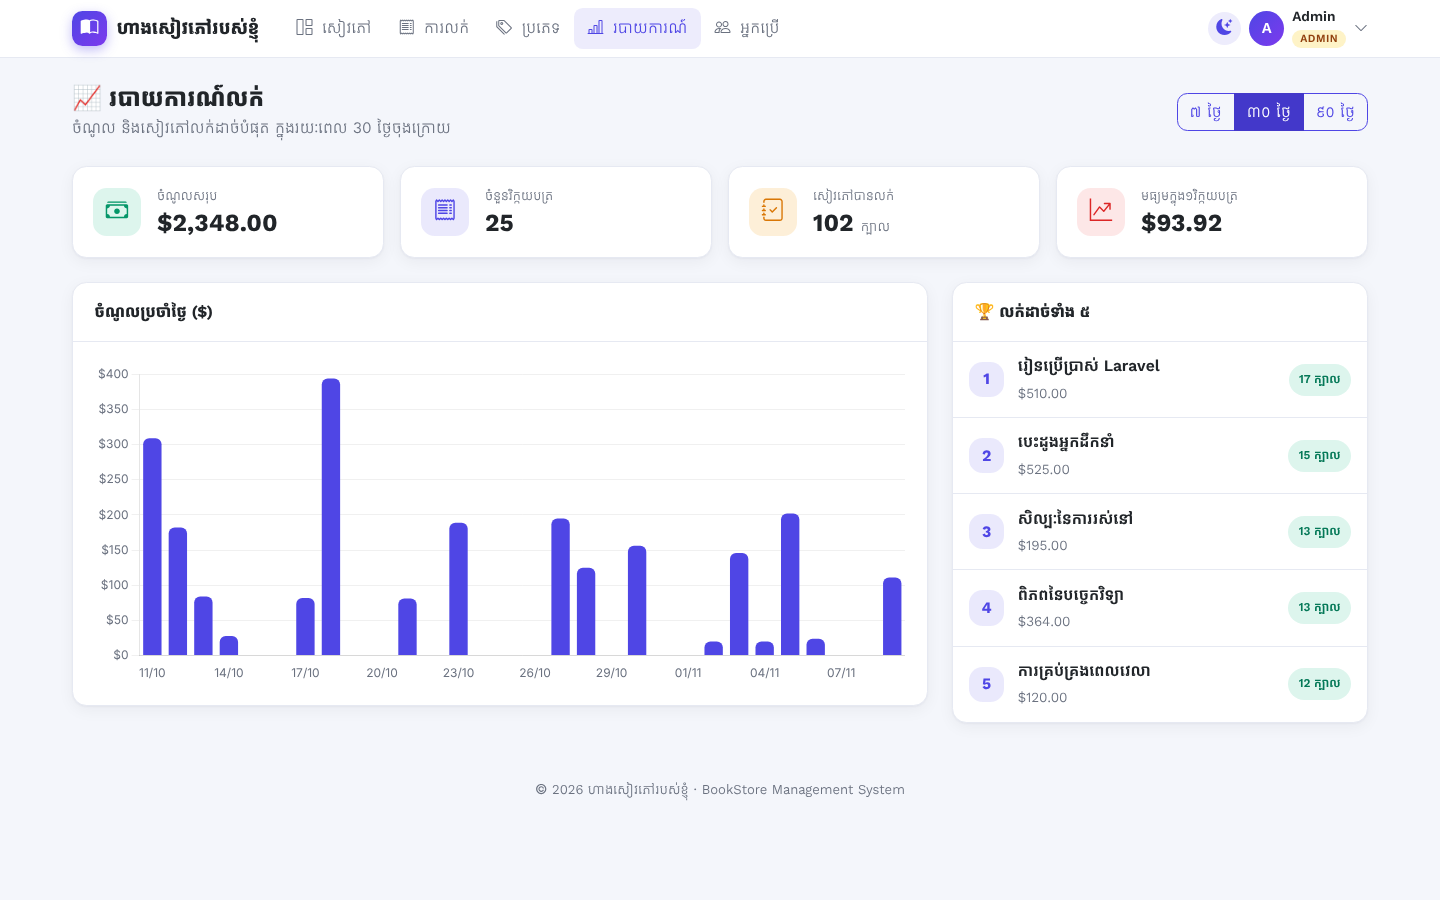 ហាងសៀវភៅរបស់ខ្ញុំ
សៀវភៅ
ការលក់
ប្រភេទ
របាយការណ៍
អ្នកប្រើ
A
Admin
ADMIN
📈 របាយការណ៍លក់
ចំណូល និងសៀវភៅលក់ដាច់បំផុត ក្នុងរយៈពេល 30 ថ្ងៃចុងក្រោយ
៧ ថ្ងៃ
៣០ ថ្ងៃ
៩០ ថ្ងៃ
ចំណូលសរុប
$2,348.00
ចំនួនវិក្កយបត្រ
25
សៀវភៅបានលក់
102 ក្បាល
មធ្យមក្នុង១វិក្កយបត្រ
$93.92
ចំណូលប្រចាំថ្ងៃ ($)
$400
$350
$300
$250
$200
$150
$100
$50
$0
11/10 14/10 17/10 20/10 23/10 26/10 29/10 01/11 04/11 07/11
🏆 លក់ដាច់ទាំង ៥
1
រៀនប្រើប្រាស់ Laravel
$510.00
17 ក្បាល
2
បេះដូងអ្នកដឹកនាំ
$525.00
15 ក្បាល
3
សិល្បៈនៃការរស់នៅ
$195.00
13 ក្បាល
4
ពិភពនៃបច្ចេកវិទ្យា
$364.00
13 ក្បាល
5
ការគ្រប់គ្រងពេលវេលា
$120.00
12 ក្បាល
© 2026 ហាងសៀវភៅរបស់ខ្ញុំ · BookStore Management System